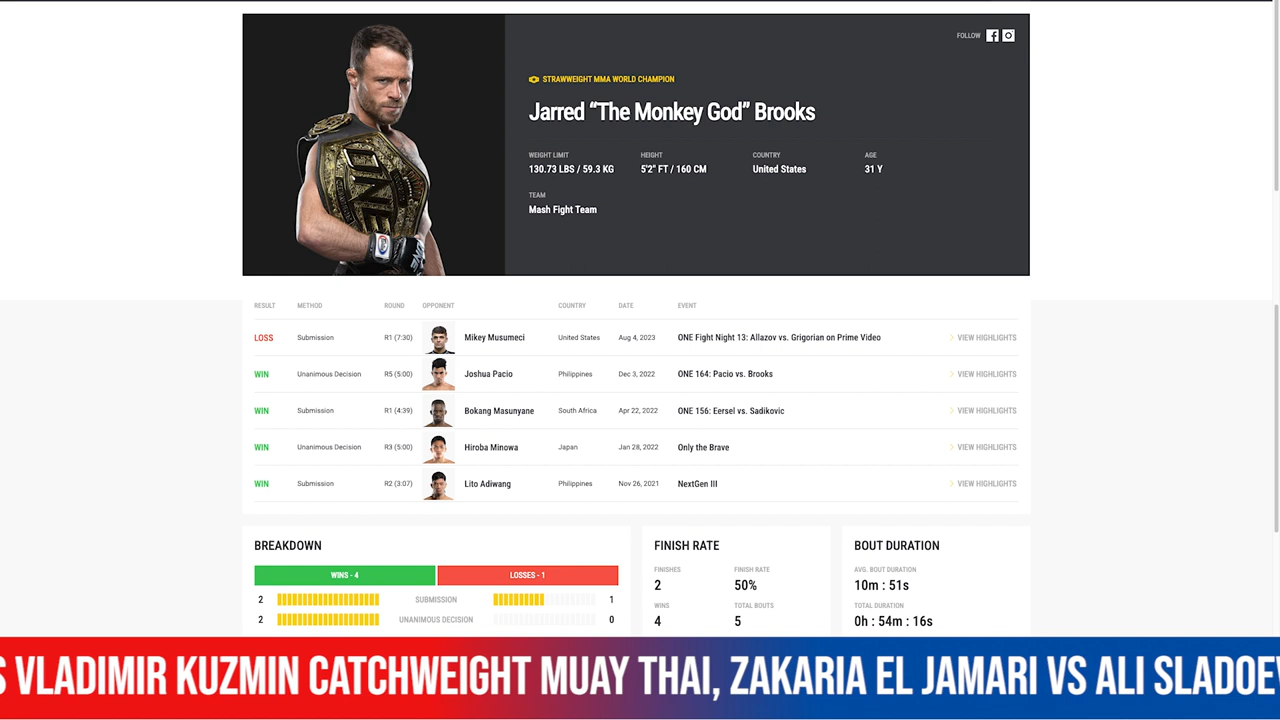 FOLLOW
STRAWWEIGHT MMA WORLD CHAMPION
Jarred “The Monkey God” Brooks
WEIGHT LIMIT HEIGHT COUNTRY AGE
130.73 LBS / 59.3 KG 5'2" FT / 160 CM United States 31 Y
TEAM
Mash Fight Team
ONE
RESULT METHOD ROUND OPPONENT COUNTRY DATE EVENT
LOSS Submission R1 (7:30) Mikey Musumeci United States Aug 4, 2023 ONE Fight Night 13: Allazov vs. Grigorian on Prime Video VIEW HIGHLIGHTS
WIN Unanimous Decision R5 (5:00) Joshua Pacio Philippines Dec 3, 2022 ONE 164: Pacio vs. Brooks VIEW HIGHLIGHTS
WIN Submission R1 (4:39) Bokang Masunyane South Africa Apr 22, 2022 ONE 156: Eersel vs. Sadikovic VIEW HIGHLIGHTS
WIN Unanimous Decision R3 (5:00) Hiroba Minowa Japan Jan 28, 2022 Only the Brave VIEW HIGHLIGHTS
WIN Submission R2 (3:07) Lito Adiwang Philippines Nov 26, 2021 NextGen III VIEW HIGHLIGHTS
BREAKDOWN
WINS - 4 LOSSES - 1
2 SUBMISSION 1
2 UNANIMOUS DECISION 0
FINISH RATE
FINISHES FINISH RATE
2 50%
WINS TOTAL BOUTS
4 5
BOUT DURATION
AVG. BOUT DURATION
10m : 51s
TOTAL DURATION
0h : 54m : 16s
S VLADIMIR KUZMIN CATCHWEIGHT MUAY THAI, ZAKARIA EL JAMARI VS ALI SLADOE